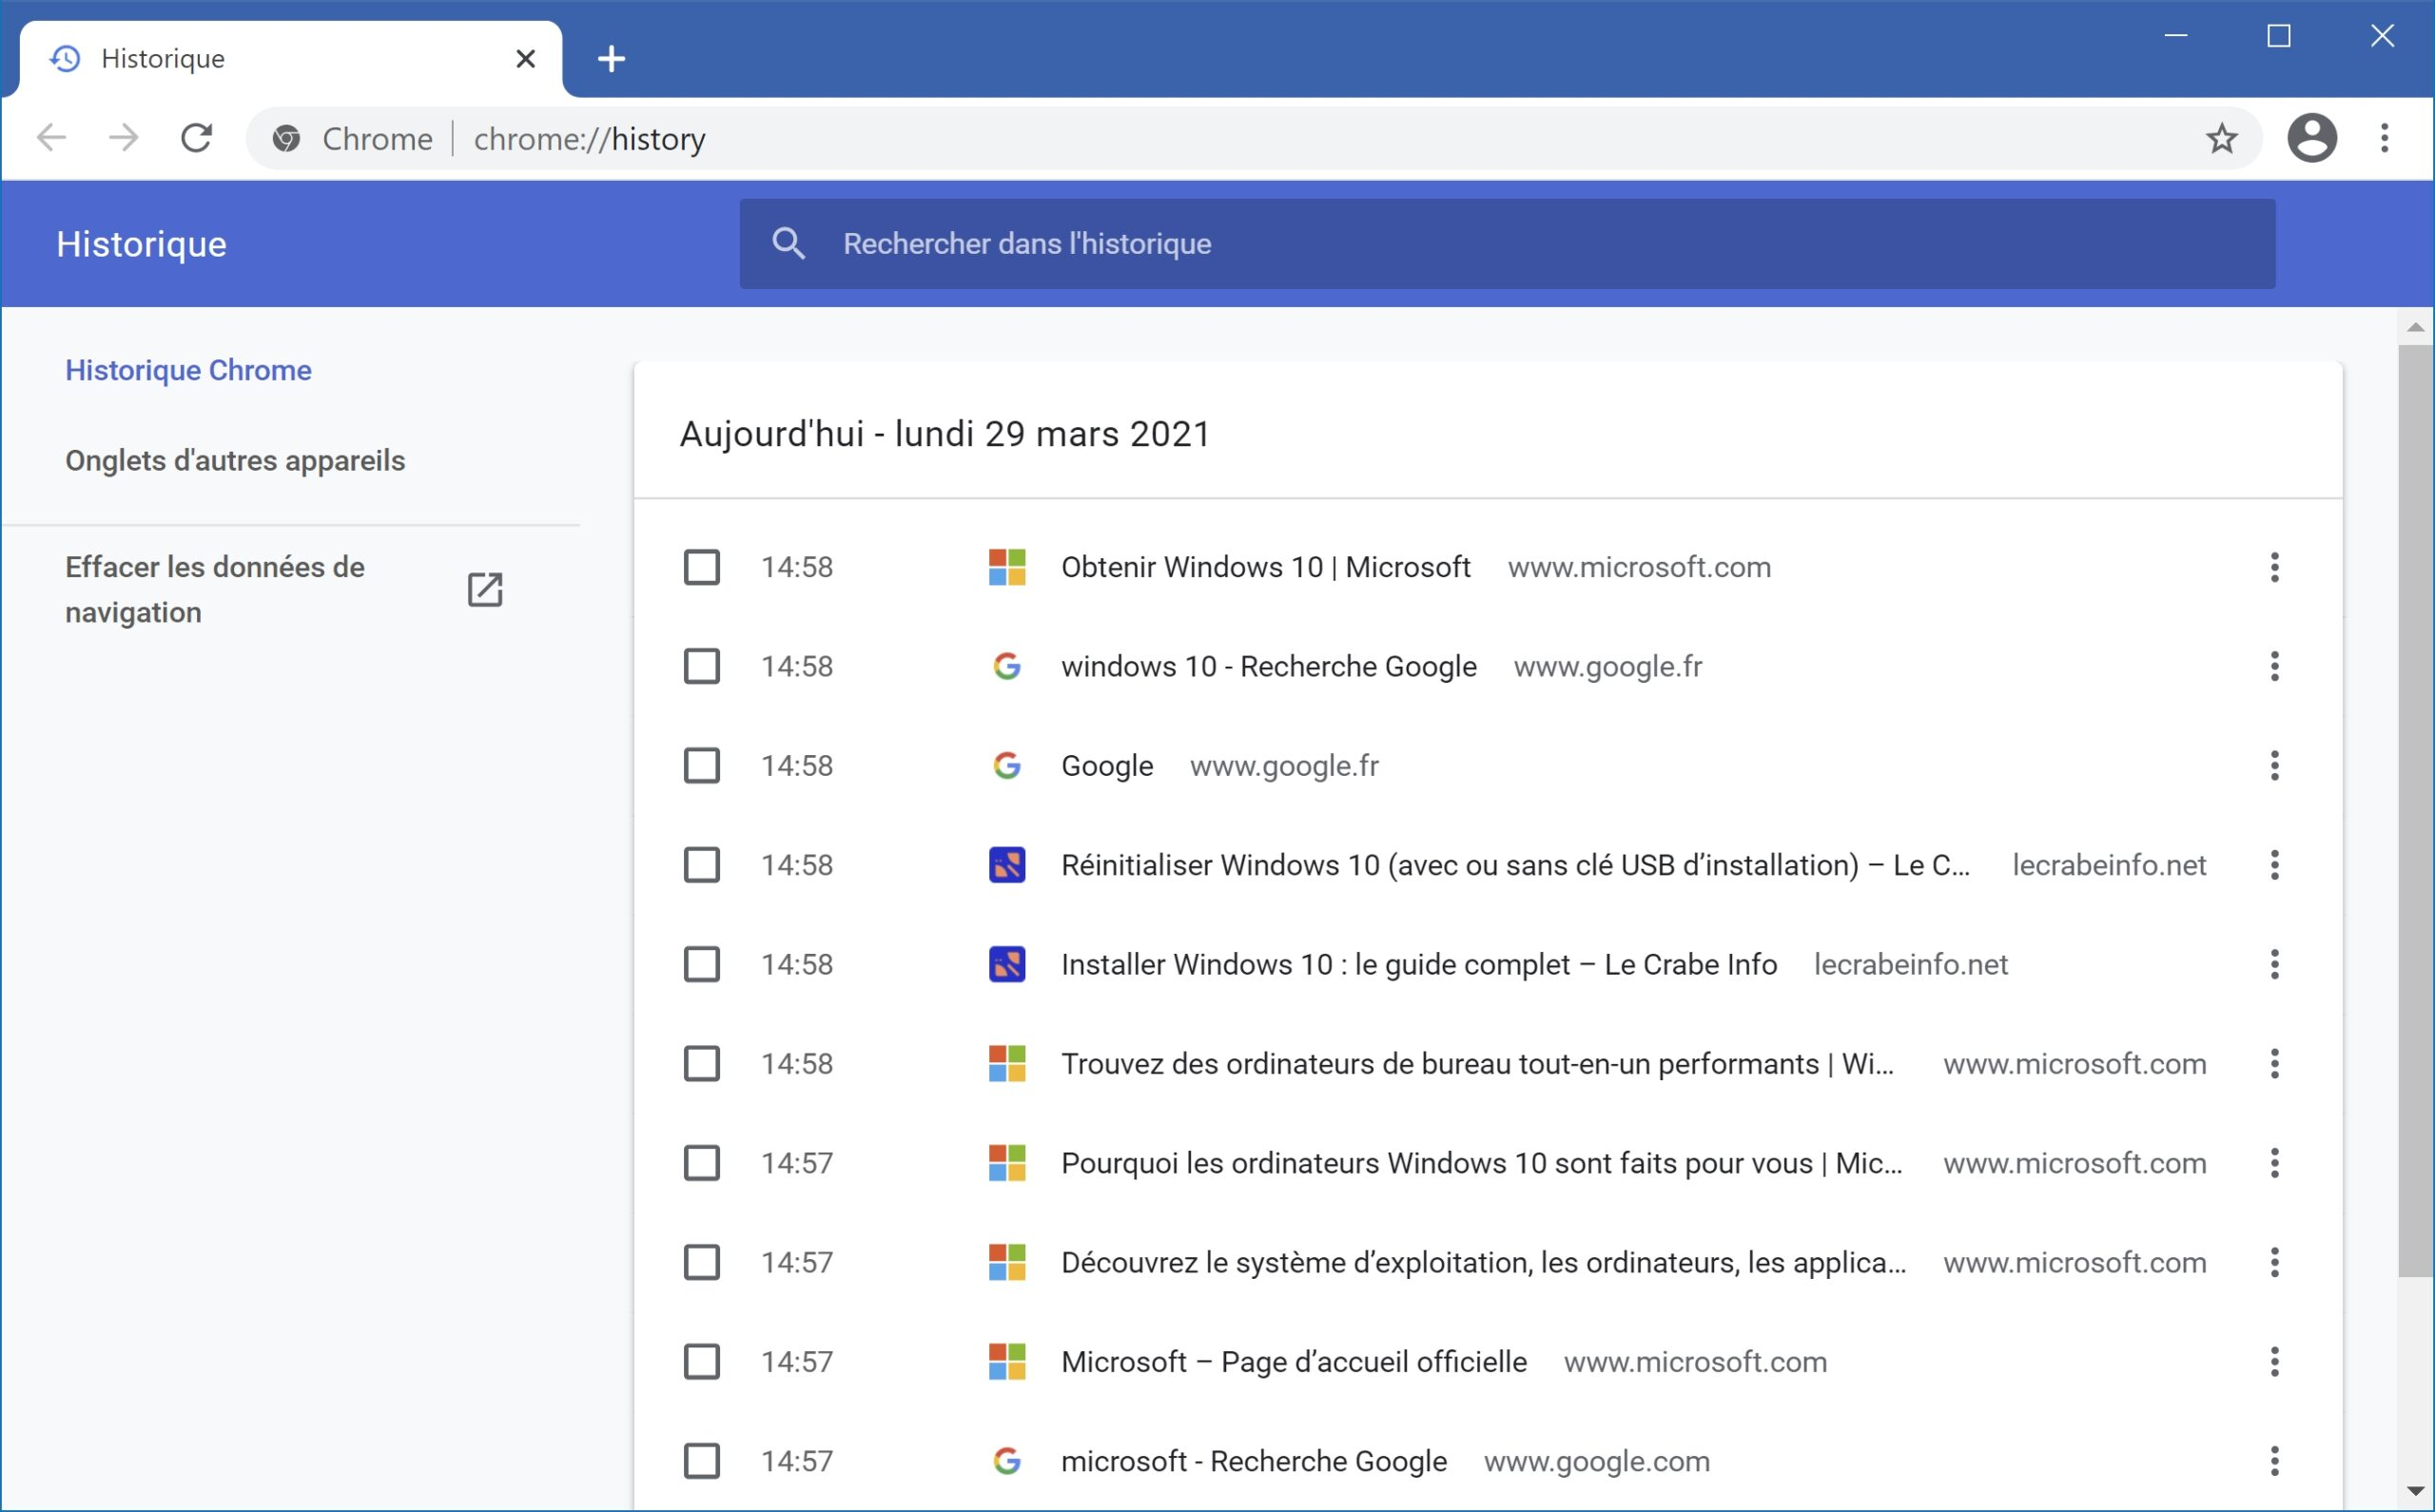 Historique
Chrome chrome://history
Historique
Rechercher dans l'historique
Historique Chrome
Onglets d'autres appareils
Effacer les données de
navigation
Aujourd'hui - lundi 29 mars 2021
14:58 Obtenir Windows 10 | Microsoft www.microsoft.com
14:58 windows 10 - Recherche Google www.google.fr
14:58 Google www.google.fr
14:58 Réinitialiser Windows 10 (avec ou sans clé USB d’installation) – Le C... lecrabeinfo.net
14:58 Installer Windows 10 : le guide complet – Le Crabe Info lecrabeinfo.net
14:58 Trouvez des ordinateurs de bureau tout-en-un performants | Wi... www.microsoft.com
14:57 Pourquoi les ordinateurs Windows 10 sont faits pour vous | Mic... www.microsoft.com
14:57 Découvrez le système d’exploitation, les ordinateurs, les applica... www.microsoft.com
14:57 Microsoft – Page d’accueil officielle www.microsoft.com
14:57 microsoft - Recherche Google www.google.com